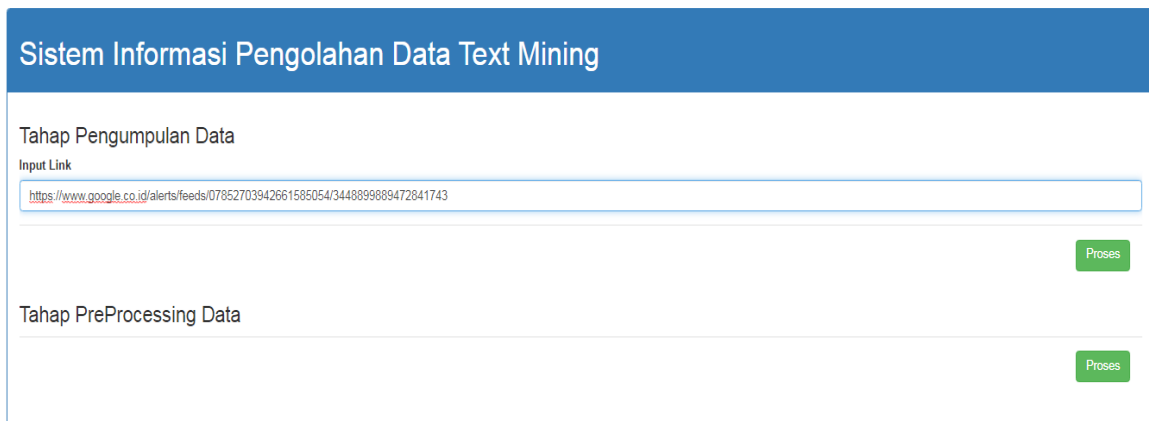 Sistem Informasi Pengolahan Data Text Mining
Tahap Pengumpulan Data
Input Link
https://www.google.co.id/alerts/feeds/07852703942661585054/3448899889472841743
Proses
Tahap PreProcessing Data
Proses